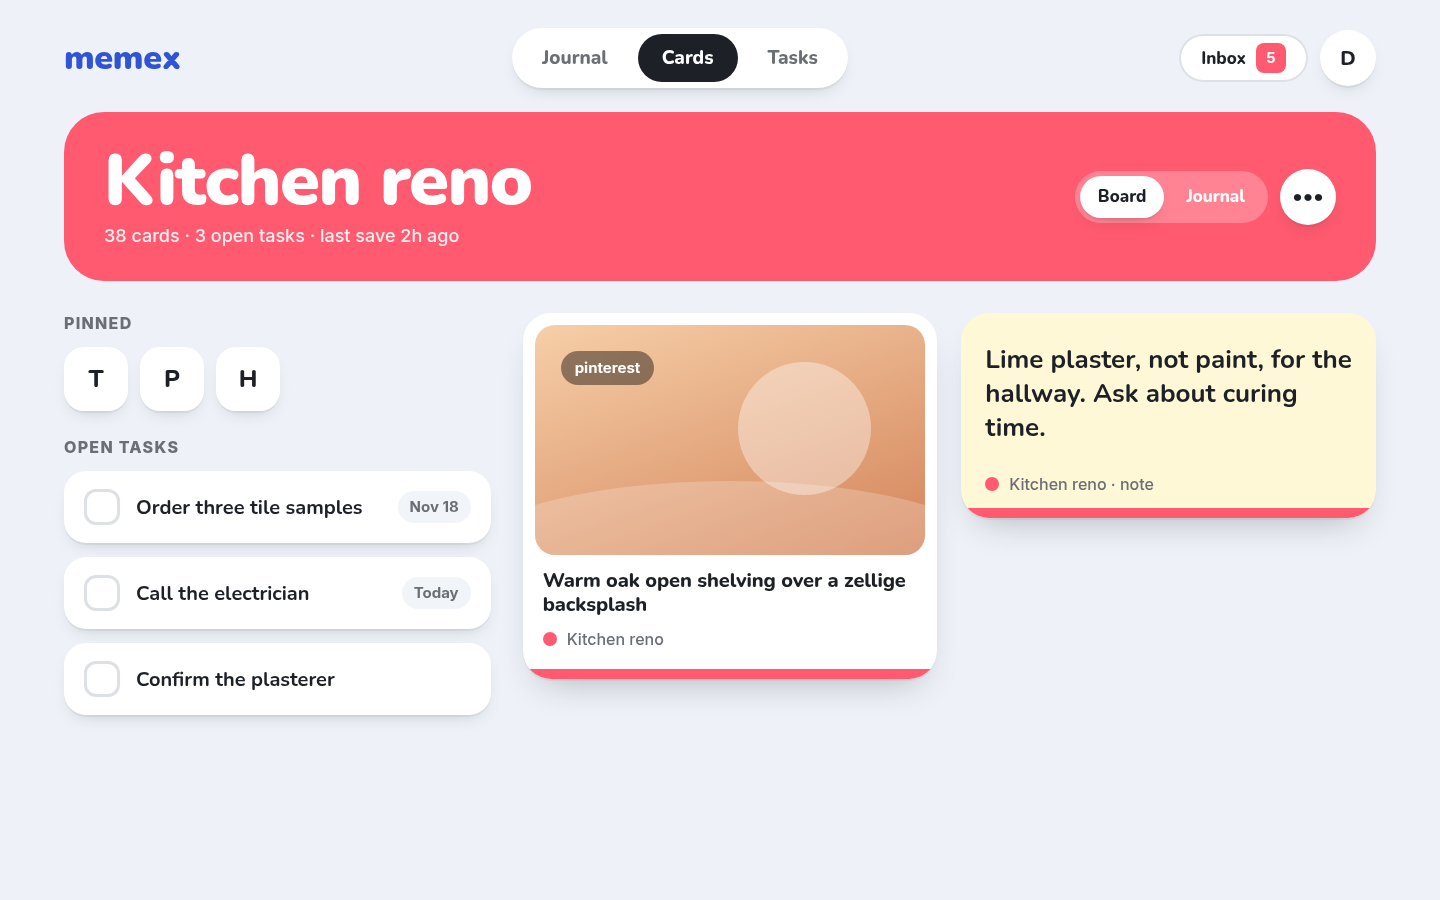 memex
Journal
Cards
Tasks
Inbox 5
D
Kitchen reno
38 cards · 3 open tasks · last save 2h ago
Board
Journal
PINNED
T
P
H
OPEN TASKS
Order three tile samples
Nov 18
Call the electrician
Today
Confirm the plasterer
pinterest
Warm oak open shelving over a zellige
backsplash
Kitchen reno
Lime plaster, not paint, for the
hallway. Ask about curing
time.
Kitchen reno · note